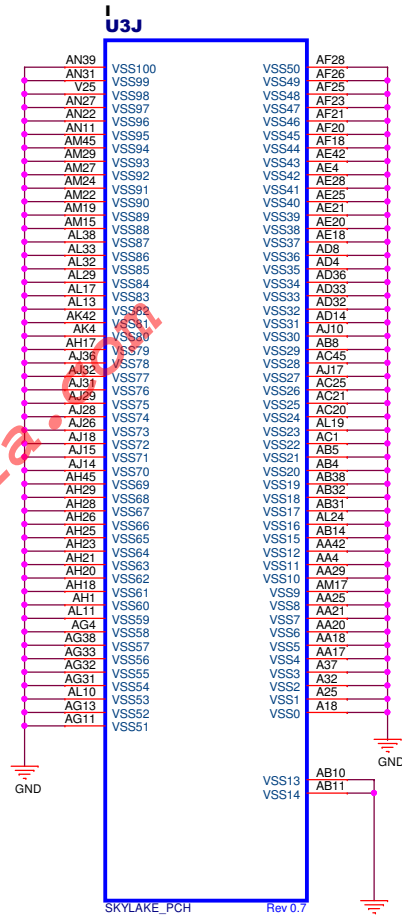 I
U3J
AN39 VSS100 VSS50 AF28
AN31 VSS99 VSS49 AF26
V25 VSS98 VSS48 AF25
AN27 VSS97 VSS47 AF23
AN22 VSS96 VSS46 AF21
AN11 VSS95 VSS45 AF20
AM45 VSS94 VSS44 AF18
AM29 VSS93 VSS43 AE42
AM27 VSS92 VSS42 AE4
AM24 VSS91 VSS41 AE28
AM22 VSS90 VSS40 AE25
AM19 VSS89 VSS39 AE21
AM15 VSS88 VSS38 AE20
AL38 VSS87 VSS37 AE18
AL33 VSS86 VSS36 AD8
AL32 VSS85 VSS35 AD4
AL29 VSS84 VSS34 AD36
AL17 VSS83 VSS33 AD33
AL13 VSS82 VSS32 AD32
AK42 VSS81 VSS31 AD14
AK4 VSS80 VSS30 AJ10
AH17 VSS79 VSS29 AB8
AJ36 VSS78 VSS28 AC45
AJ32 VSS77 VSS27 AJ17
AJ31 VSS76 VSS26 AC25
AJ29 VSS75 VSS25 AC21
AJ28 VSS74 VSS24 AC20
AJ26 VSS73 VSS23 AL19
AJ18 VSS72 VSS22 AC1
AJ15 VSS71 VSS21 AB5
AJ14 VSS70 VSS20 AB4
AH45 VSS69 VSS19 AB38
AH29 VSS68 VSS18 AB32
AH28 VSS67 VSS17 AB31
AH26 VSS66 VSS16 AL24
AH25 VSS65 VSS15 AB14
AH23 VSS64 VSS12 AA42
AH21 VSS63 VSS11 AA4
AH20 VSS62 VSS10 AA29
AH18 VSS61 VSS9 AM17
AH1 VSS60 VSS8 AA25
AL11 VSS59 VSS7 AA21
AG4 VSS58 VSS6 AA20
AG38 VSS57 VSS5 AA18
AG33 VSS56 VSS4 AA17
AG32 VSS55 VSS3 A37
AG31 VSS54 VSS2 A32
AL10 VSS53 VSS1 A25
AG13 VSS52 VSS0 A18
AG11 VSS51
GND
GND
VSS13 AB10
VSS14 AB11
SKYLAKE_PCH Rev 0.7